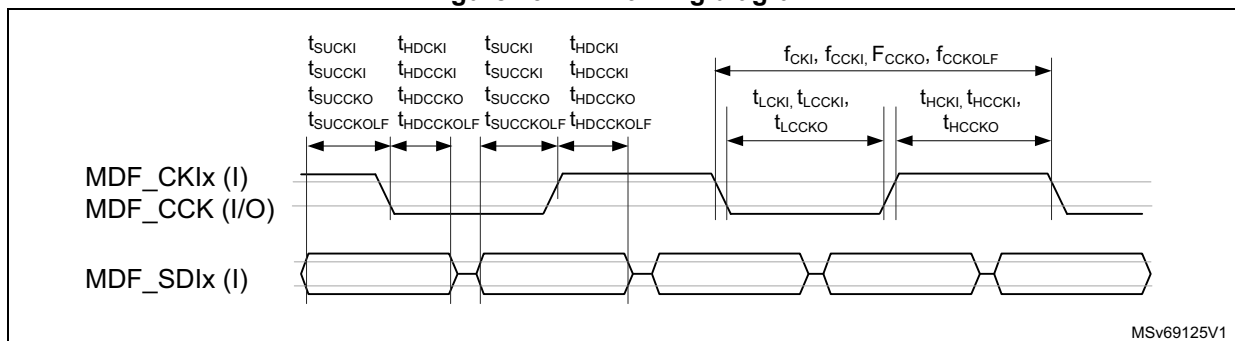 tSUCKI tHDCKI tSUCKI tHDCKI
tSUCCKI tHDCCKI tSUCCKI tHDCCKI
tSUCCKO tHDCCKO tSUCCKO tHDCCKO
tSUCCKOLF tHDCCKOLF tSUCCKOLF tHDCCKOLF
fCKI, fCCKI, FCCKO, fCCKOLF
tLCKI, tLCCKI, tHCKI, tHCCKI,
tLCCKO tHCCKO
MDF_CKIx (I)
MDF_CCK (I/O)
MDF_SDIx (I)
MSv69125V1